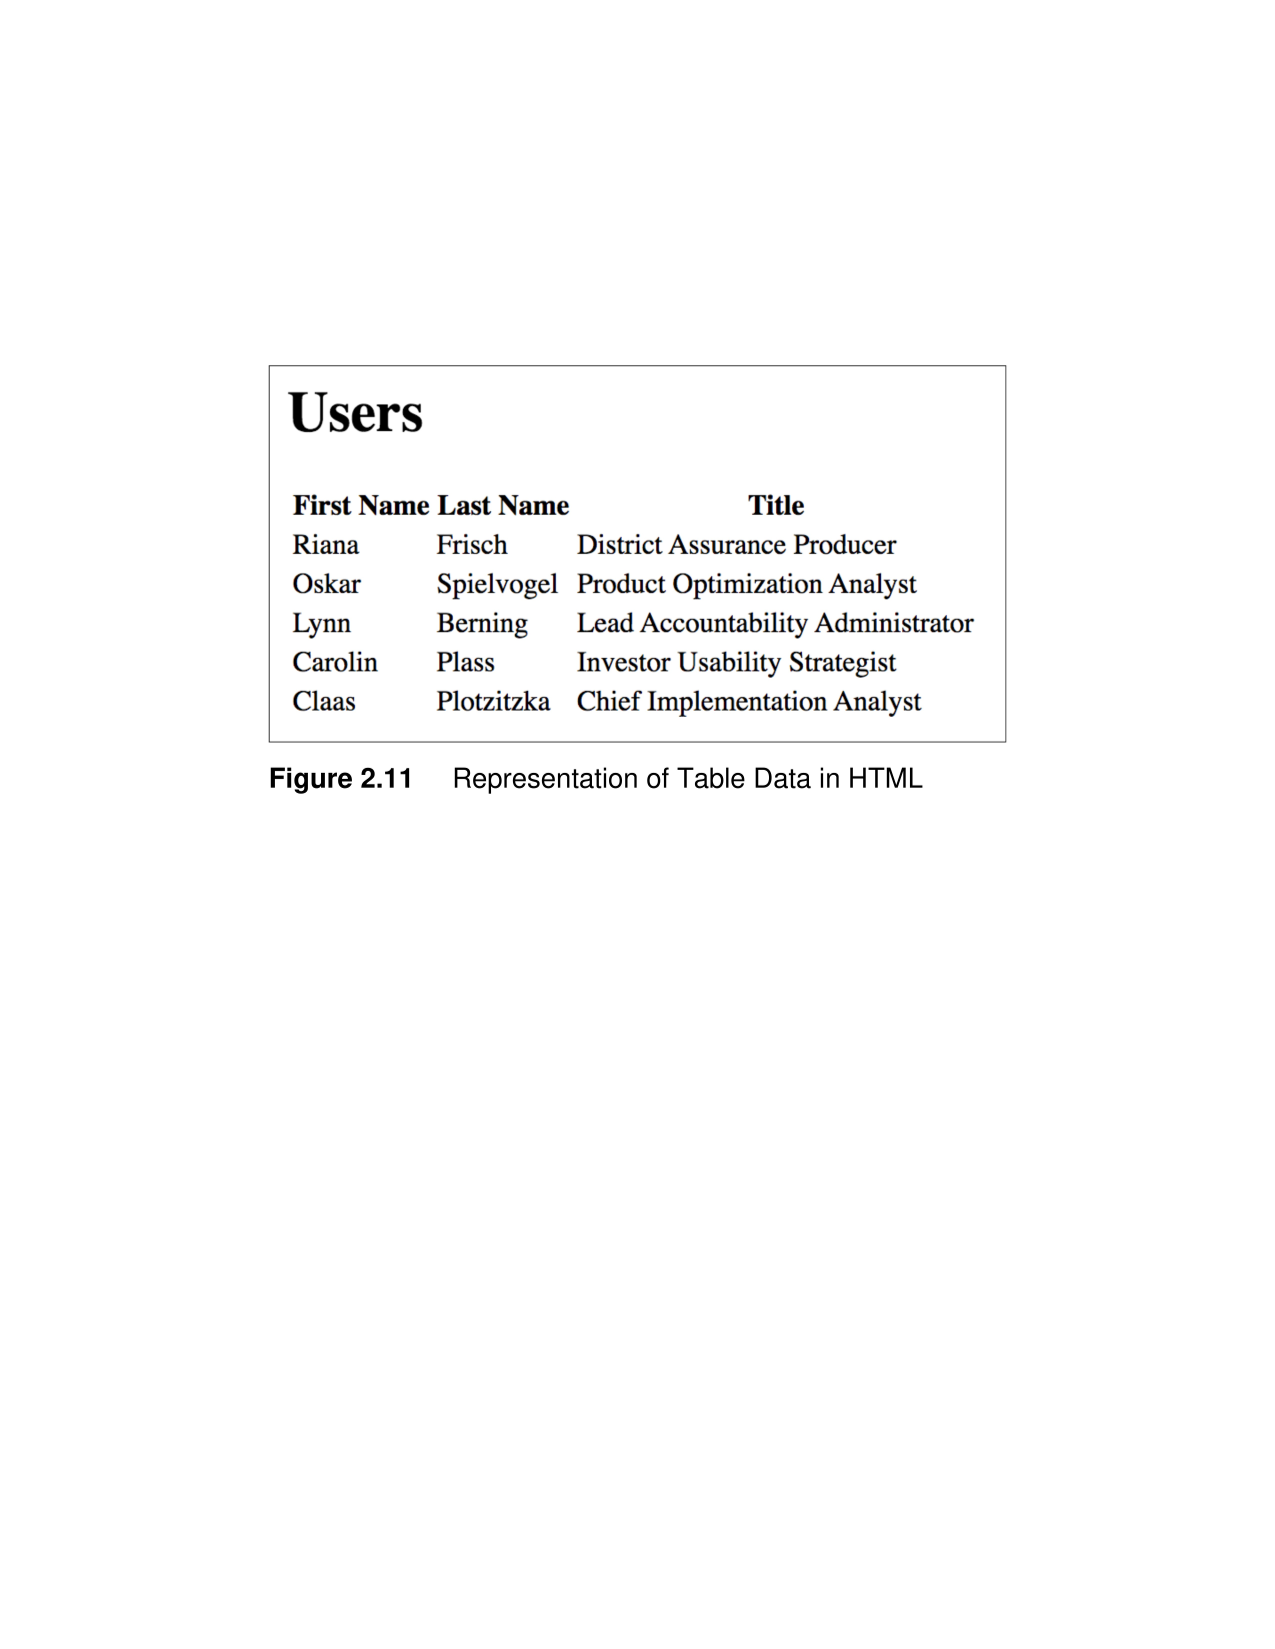 Users
First Name Last Name Title
Riana Frisch District Assurance Producer
Oskar Spielvogel Product Optimization Analyst
Lynn Berning Lead Accountability Administrator
Carolin Plass Investor Usability Strategist
Claas Plotzitzka Chief Implementation Analyst
Figure 2.11 Representation of Table Data in HTML